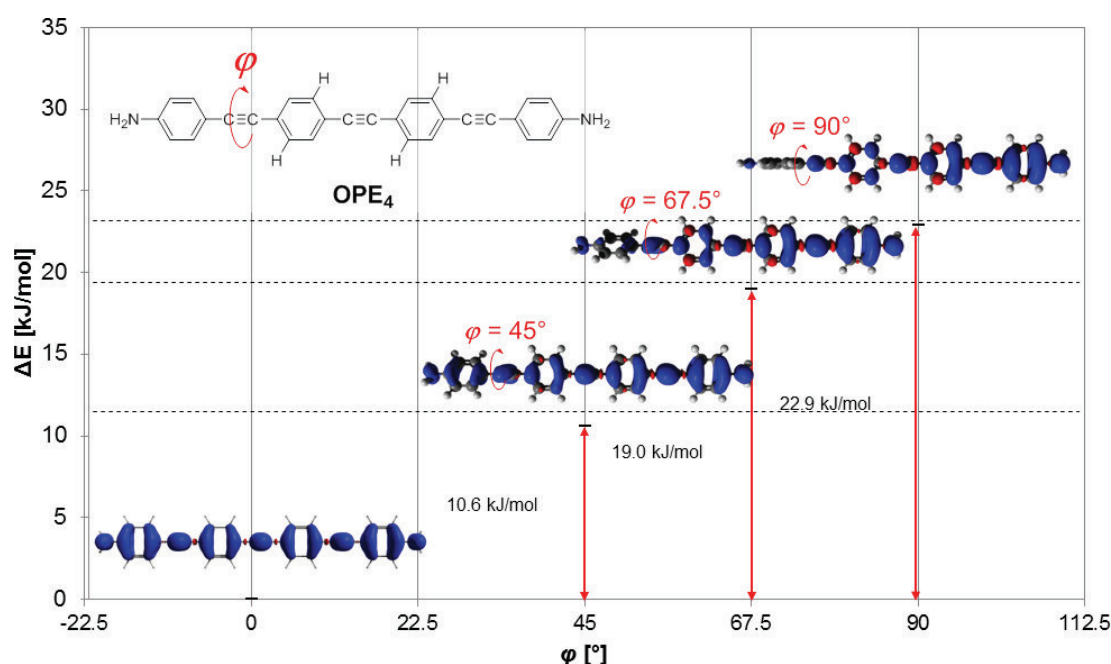 35
30
25
20
15
10
5
0
ΔE [kJ/mol]
φ
H
H
H₂N
NH₂
H
H
OPE₄
φ = 90°
φ = 67.5°
φ = 45°
22.9 kJ/mol
19.0 kJ/mol
10.6 kJ/mol
-22.5 0 22.5 45 67.5 90 112.5
φ [°]